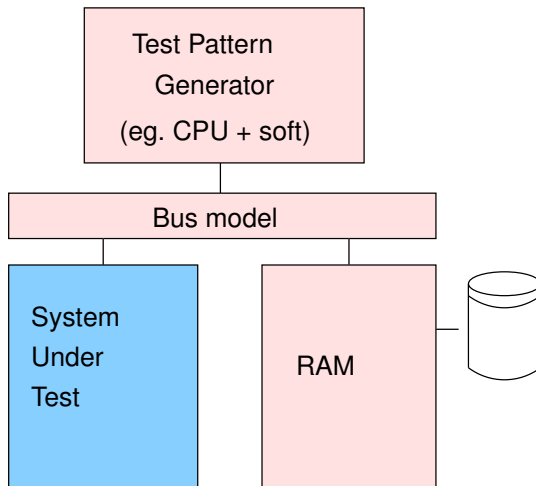 Test Pattern
Generator
(eg. CPU + soft)
Bus model
System
Under
Test
RAM